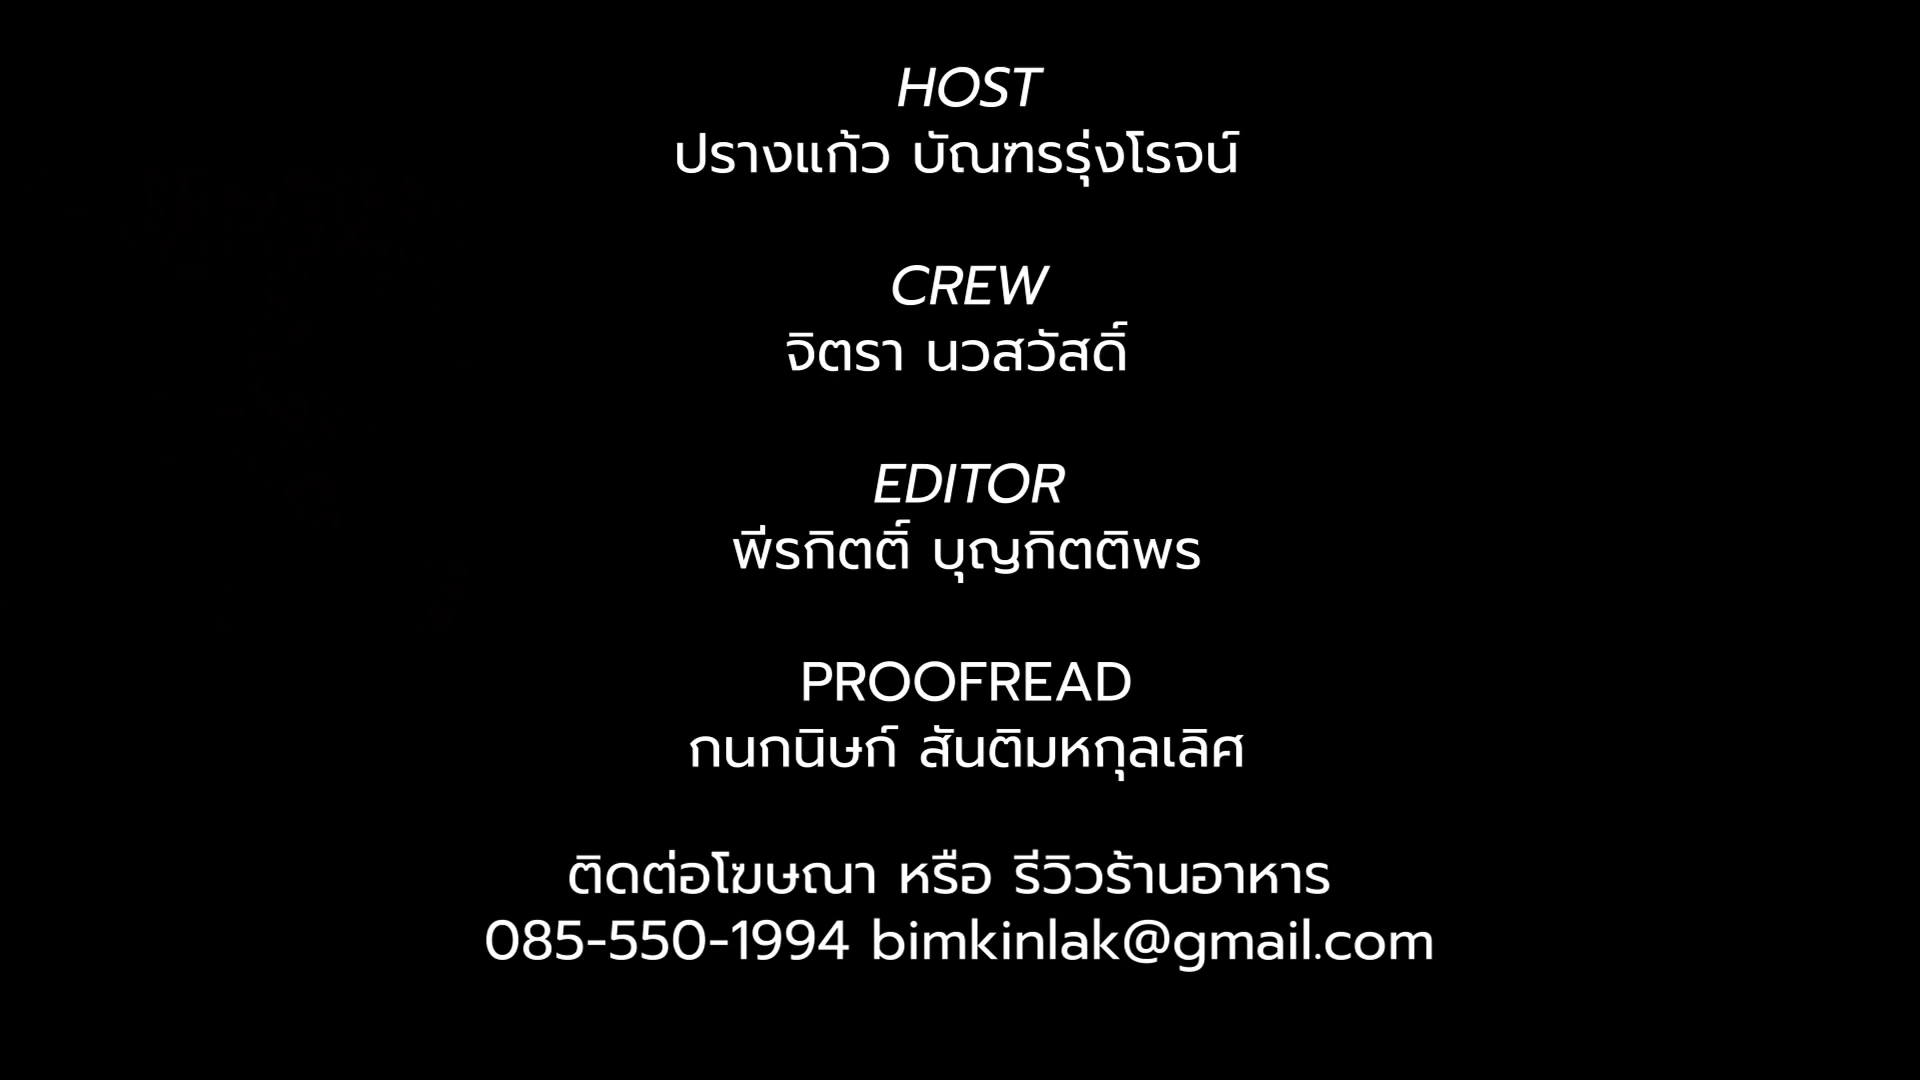 HOST
ปรางแก้ว บัณฑรรุ่งโรจน์
CREW
จิตรา นวสวัสดิ์
EDITOR
พีรกิตติ์ บุญกิตติพร
PROOFREAD
กนกนิษก์ สันติมหกุลเลิศ
ติดต่อโฆษณา หรือ รีวิวร้านอาหาร
085-550-1994 bimkinlak@gmail.com